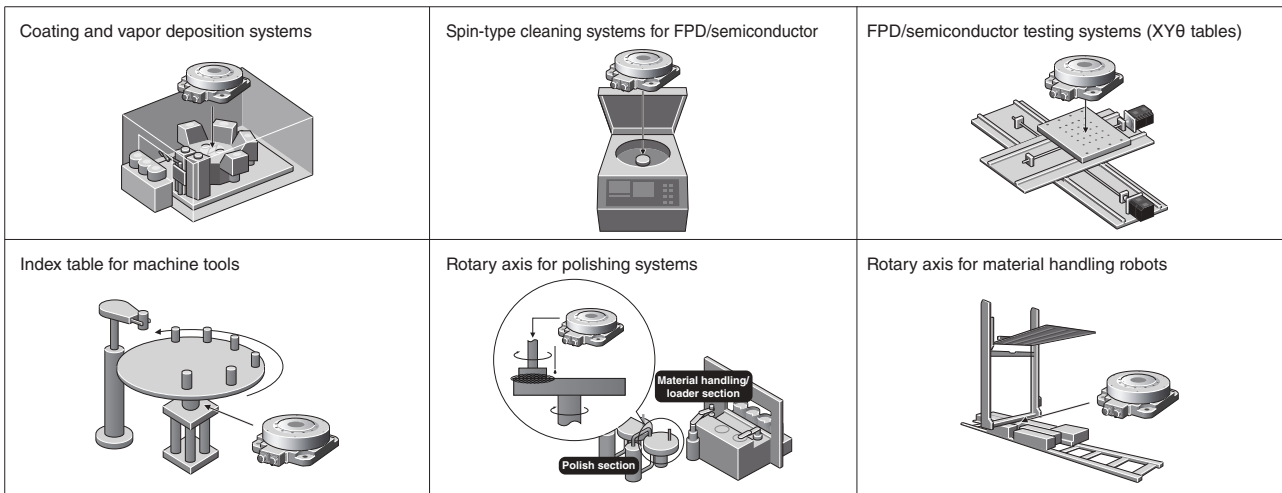 Coating and vapor deposition systems
Spin-type cleaning systems for FPD/semiconductor
FPD/semiconductor testing systems (XYθ tables)
Index table for machine tools
Rotary axis for polishing systems
Material handling/
loader section
Polish section
Rotary axis for material handling robots